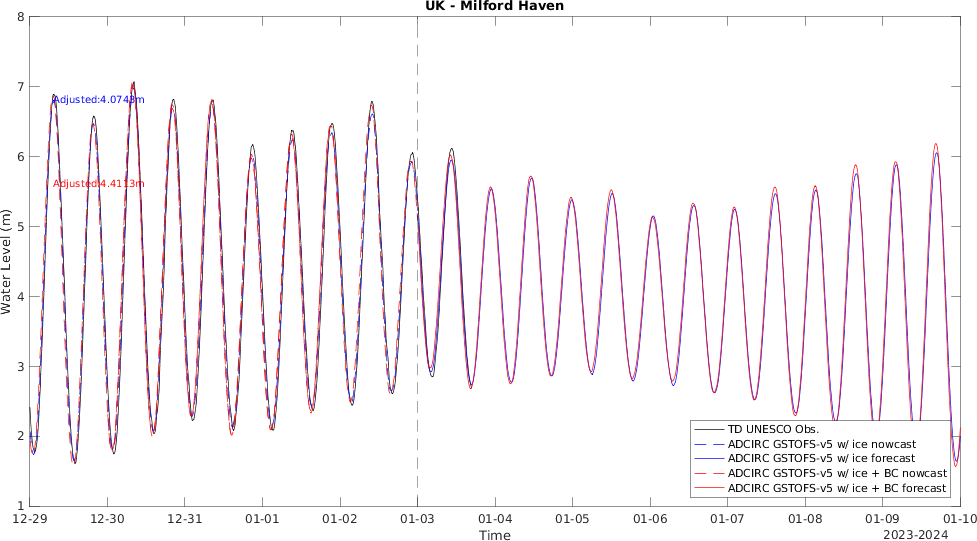 UK - Milford Haven
8
7
6
5
4
3
2
1
Water Level (m)
Adjusted:4.0743m
Adjusted:4.4113m
TD UNESCO Obs.
ADCIRC GSTOFS-v5 w/ ice nowcast
ADCIRC GSTOFS-v5 w/ ice forecast
ADCIRC GSTOFS-v5 w/ ice + BC nowcast
ADCIRC GSTOFS-v5 w/ ice + BC forecast
12-29 12-30 12-31 01-01 01-02 01-03 01-04 01-05 01-06 01-07 01-08 01-09 01-10
Time
2023-2024